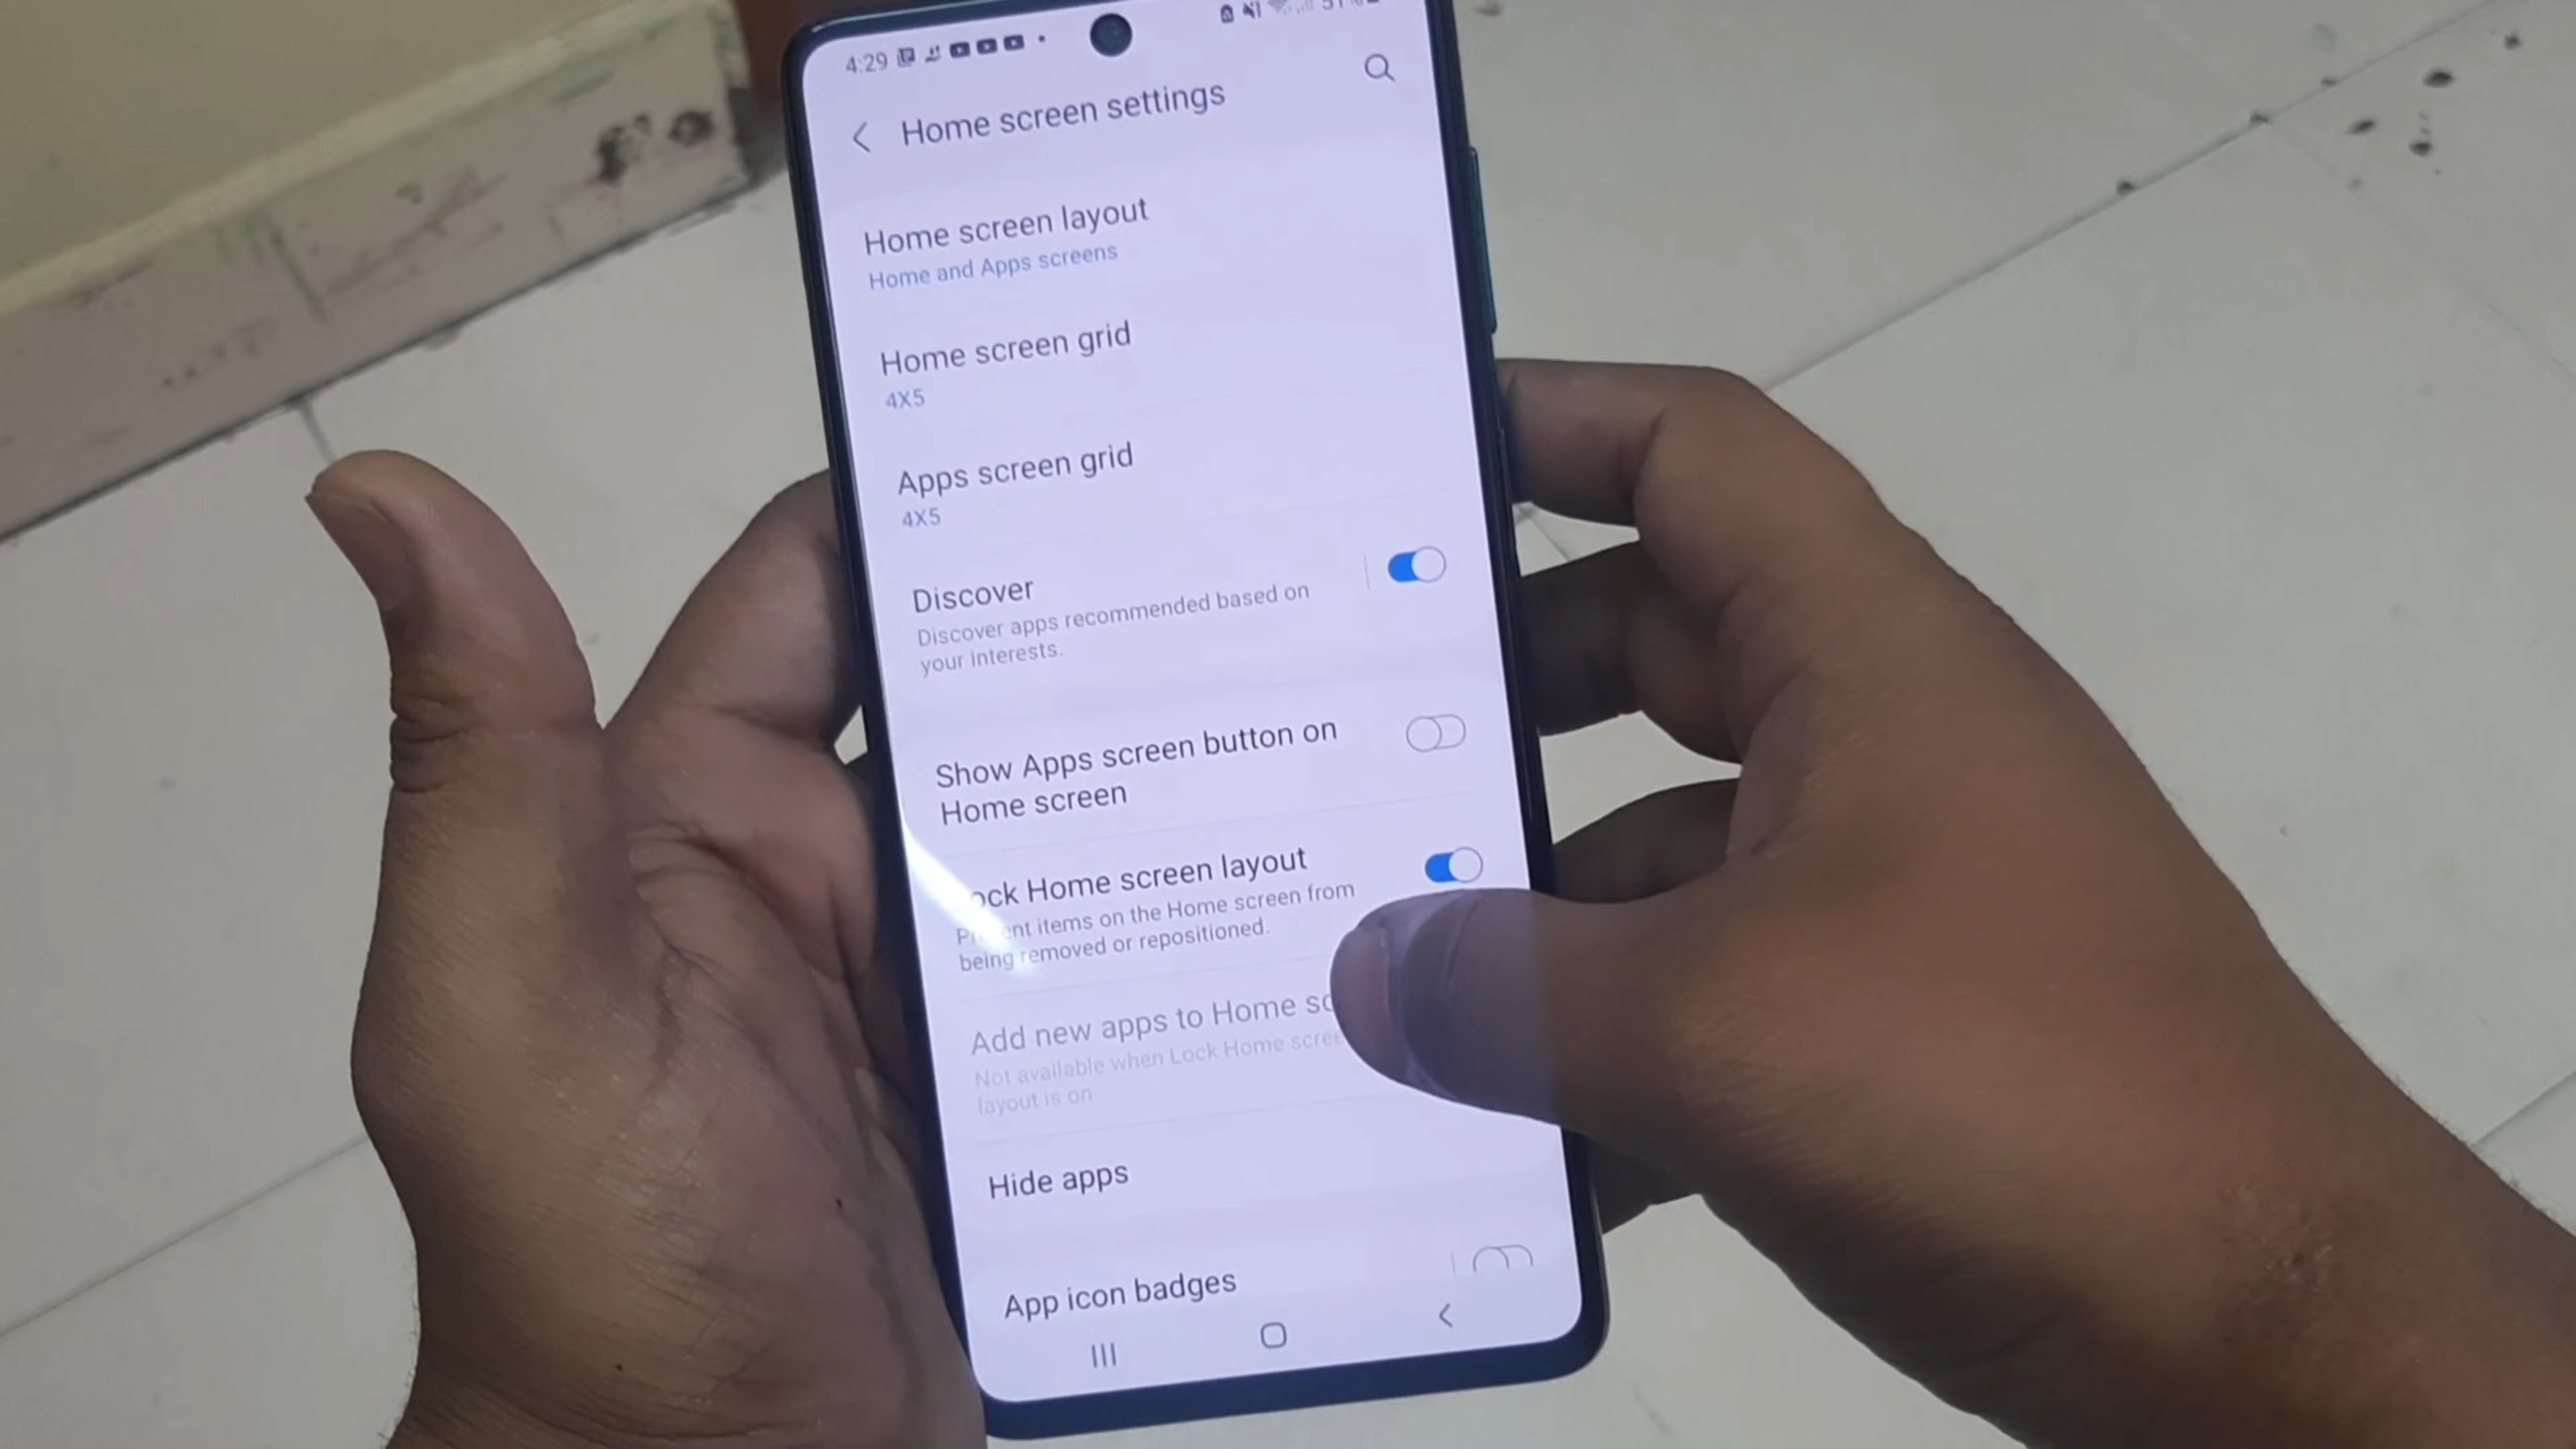 4:29
Home screen settings
Home screen layout
Home and Apps screens
Home screen grid
4X5
Apps screen grid
4X5
Discover
Discover apps recommended based on
your interests.
Show Apps screen button on
Home screen
ock Home screen layout
items on the Home screen from
being removed or repositioned.
Add new apps to Home sc
Not available when Lock Home scree
layout is on
Hide apps
App icon badges